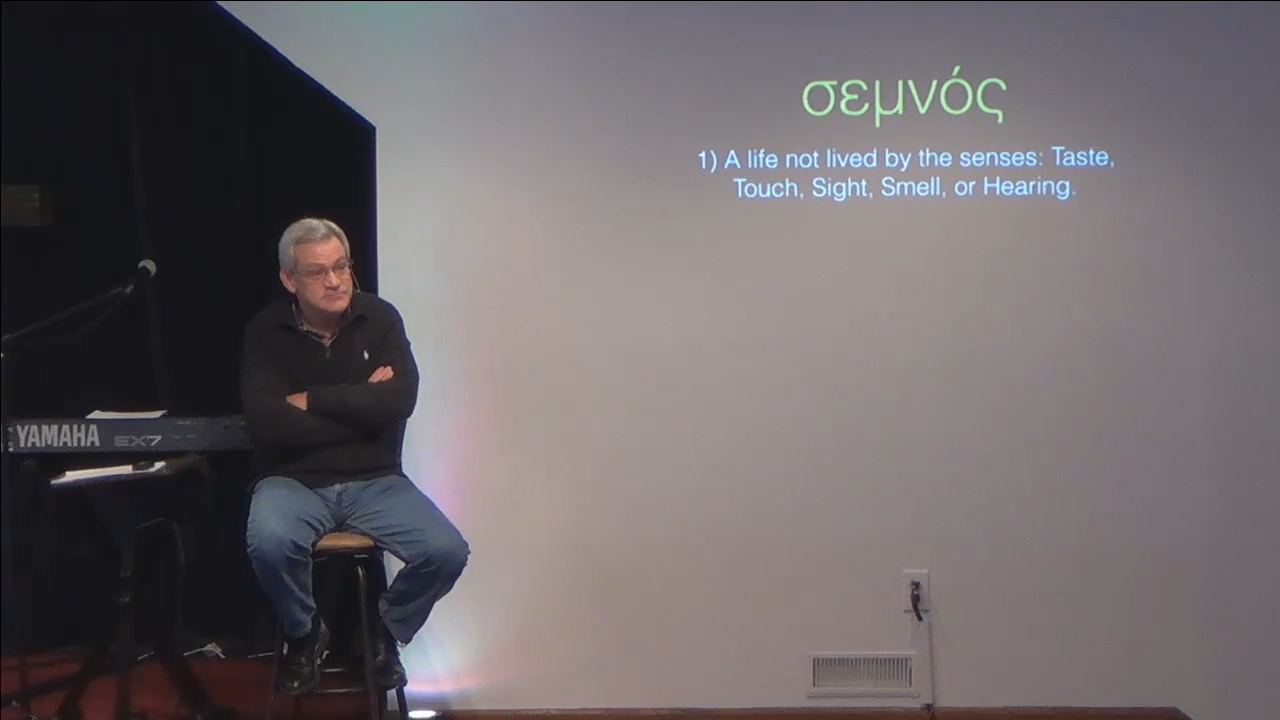 σεμνός
1) A life not lived by the senses: Taste,
Touch, Sight, Smell, or Hearing.
YAMAHA EX7